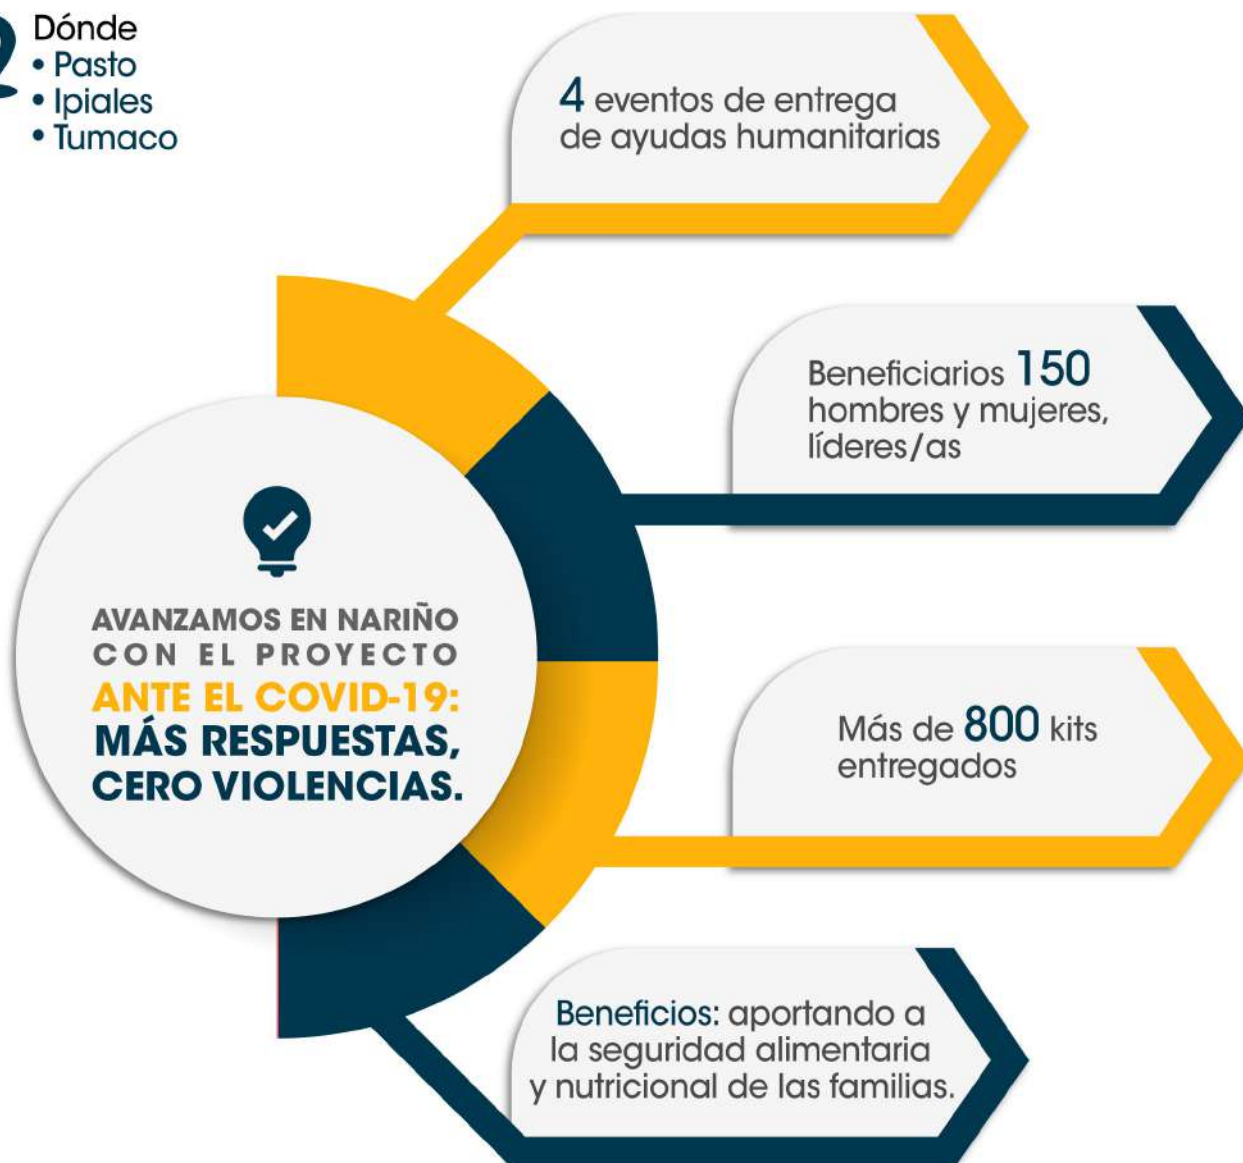 Dónde
• Pasto
• Ipiales
• Tumaco
4 eventos de entrega
de ayudas humanitarias
Beneficiarios 150
hombres y mujeres,
líderes/as
AVANZAMOS EN NARIÑO
CON EL PROYECTO
ANTE EL COVID-19:
MÁS RESPUESTAS,
CERO VIOLENCIAS.
Más de 800 kits
entregados
Beneficios: aportando a
la seguridad alimentaria
y nutricional de las familias.